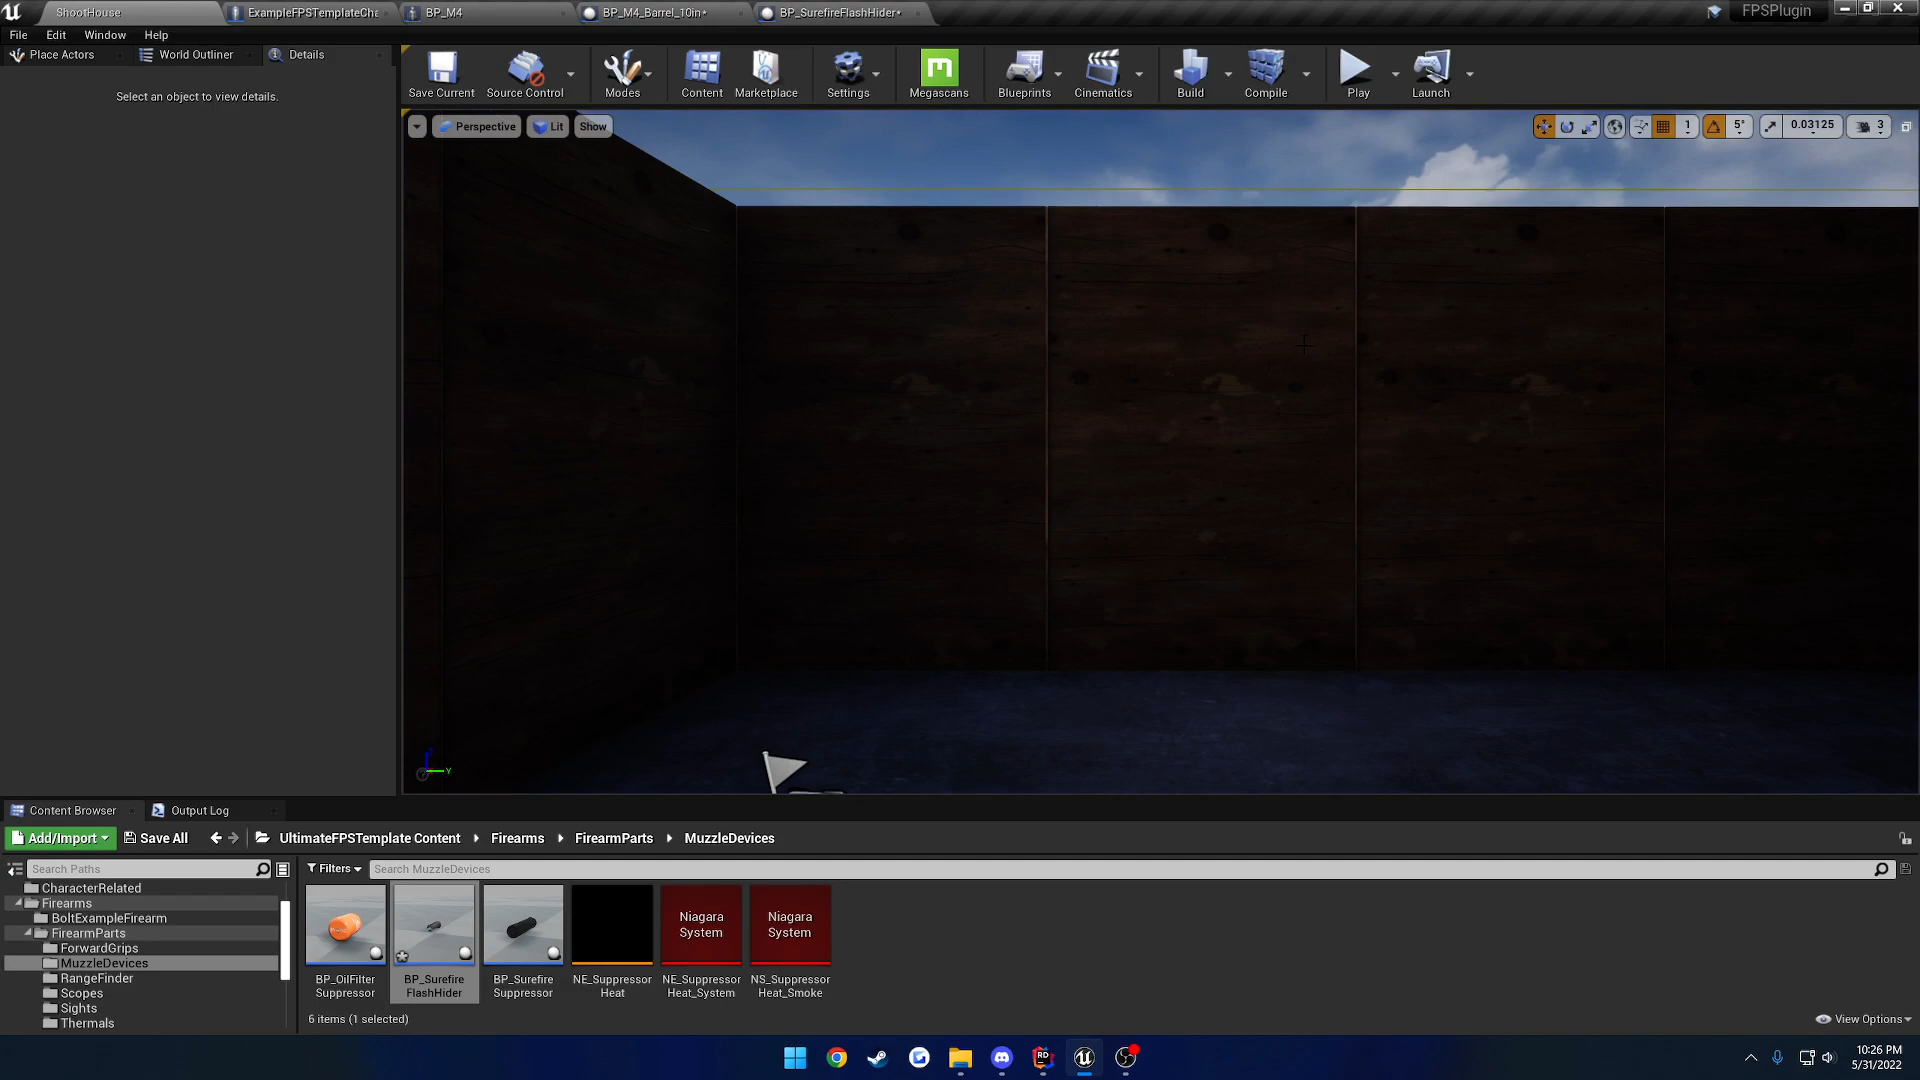 ShootHouse
ExampleFPSTemplateCha
BP_M4
BP_M4_Barrel_10in*
BP_SurefireFlashHider*
FPSPlugin
File
Edit
Window
Help
Place Actors
World Outliner
Details
Select an object to view details.
Save Current
Source Control
Modes
Content
Marketplace
Settings
Megascans
Blueprints
Cinematics
Build
Compile
Play
Launch
Perspective
Lit
Show
1
5°
0.03125
3
Y
Content Browser
Output Log
Add/Import
Save All
UltimateFPSTemplate Content
Firearms
FirearmParts
MuzzleDevices
Search Paths
Filters
Search MuzzleDevices
CharacterRelated
Firearms
BoltExampleFirearm
FirearmParts
ForwardGrips
MuzzleDevices
RangeFinder
Scopes
Sights
Thermals
BP_OilFilter
Suppressor
BP_Surefire
FlashHider
BP_Surefire
Suppressor
NE_Suppressor
Heat
Niagara
System
NE_Suppressor
Heat_System
Niagara
System
NS_Suppressor
Heat_Smoke
6 items (1 selected)
View Options
RD
10:26 PM
5/31/2022